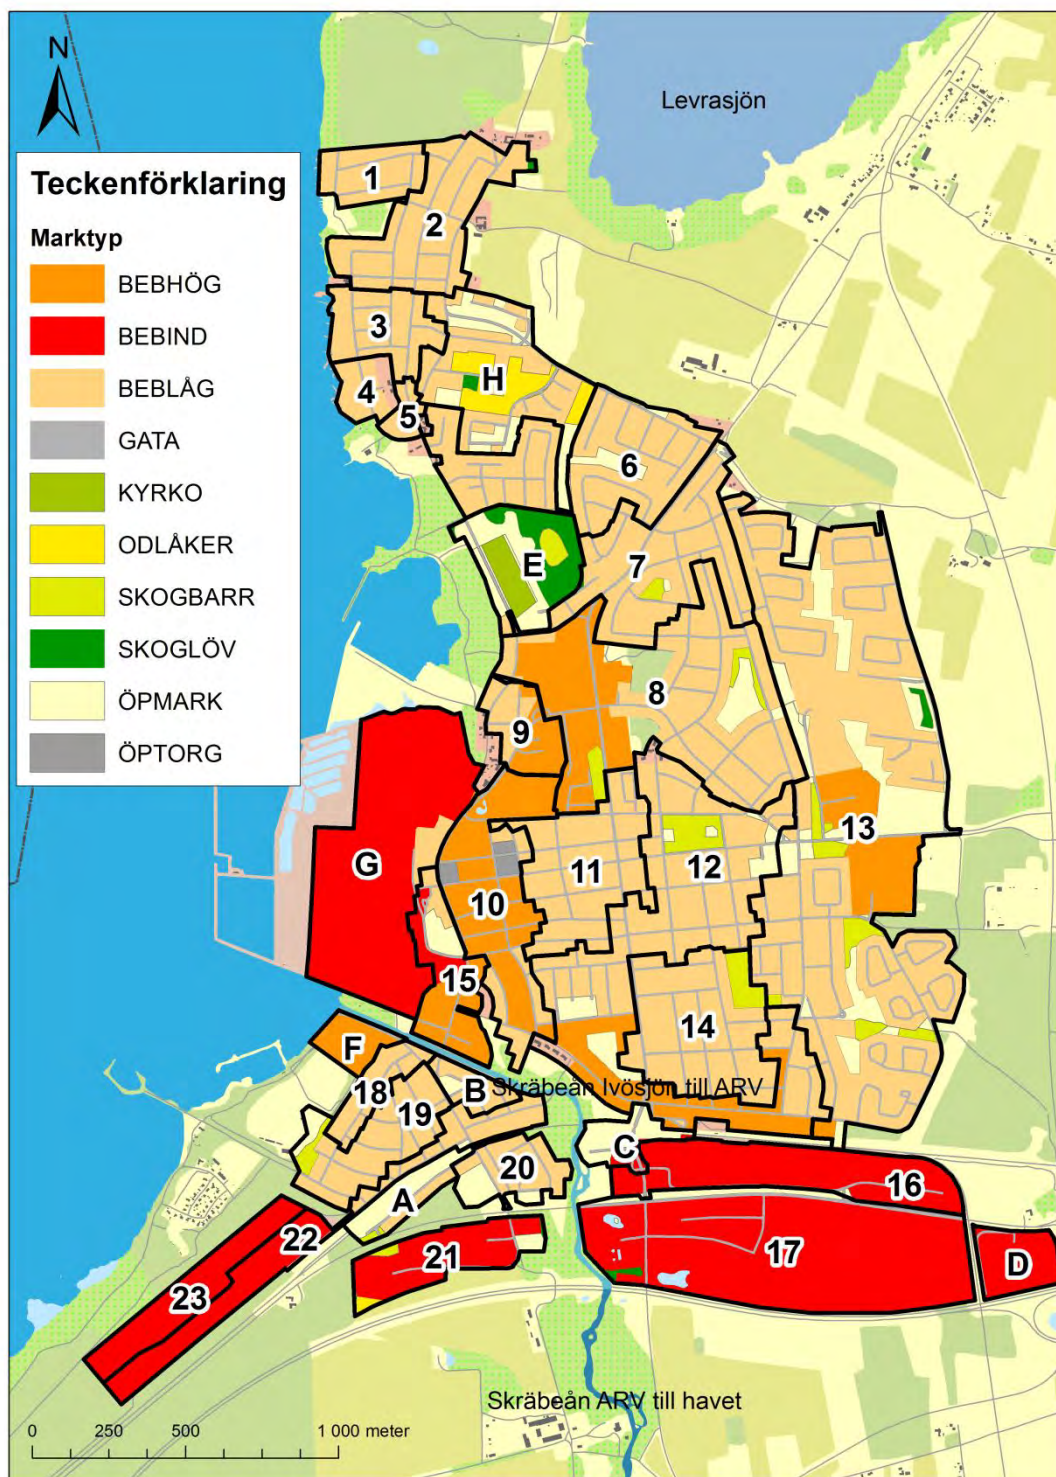 N
Levrasjön
Teckenförklaring
Marktyp
BEBHÖG
BEBIND
BEBLÅG
GATA
KYRKO
ODLÅKER
SKOGBARR
SKOGLÖV
ÖPMARK
ÖPTORG
1
2
3
H
4
5
6
E
7
8
9
13
G
11
12
10
15
14
F
Skräbeån Ivösjön till ARV
18
B
19
C
20
16
A
22
21
17
D
23
Skräbeån ARV till havet
0 250 500 1 000 meter